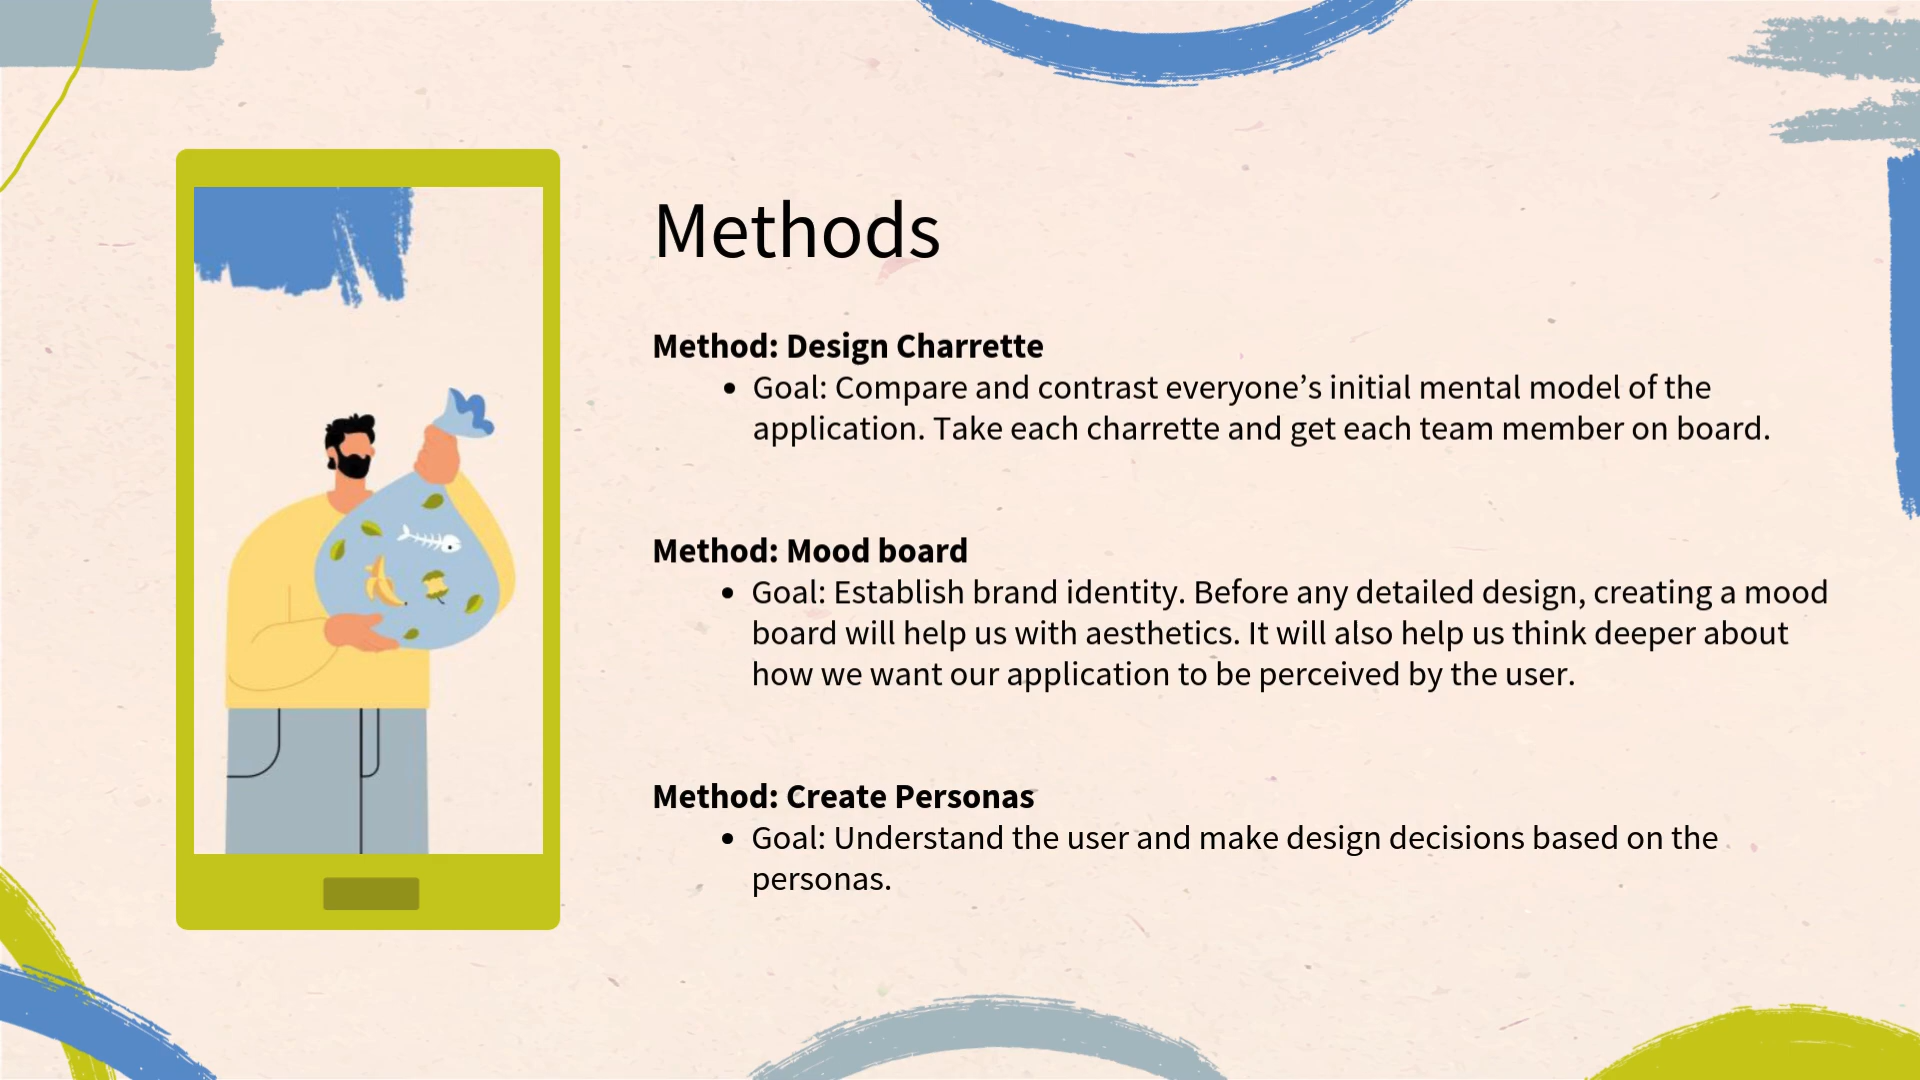 Methods
Method: Design Charrette
• Goal: Compare and contrast everyone’s initial mental model of the
application. Take each charrette and get each team member on board.
Method: Mood board
• Goal: Establish brand identity. Before any detailed design, creating a mood
board will help us with aesthetics. It will also help us think deeper about
how we want our application to be perceived by the user.
Method: Create Personas
• Goal: Understand the user and make design decisions based on the
personas.